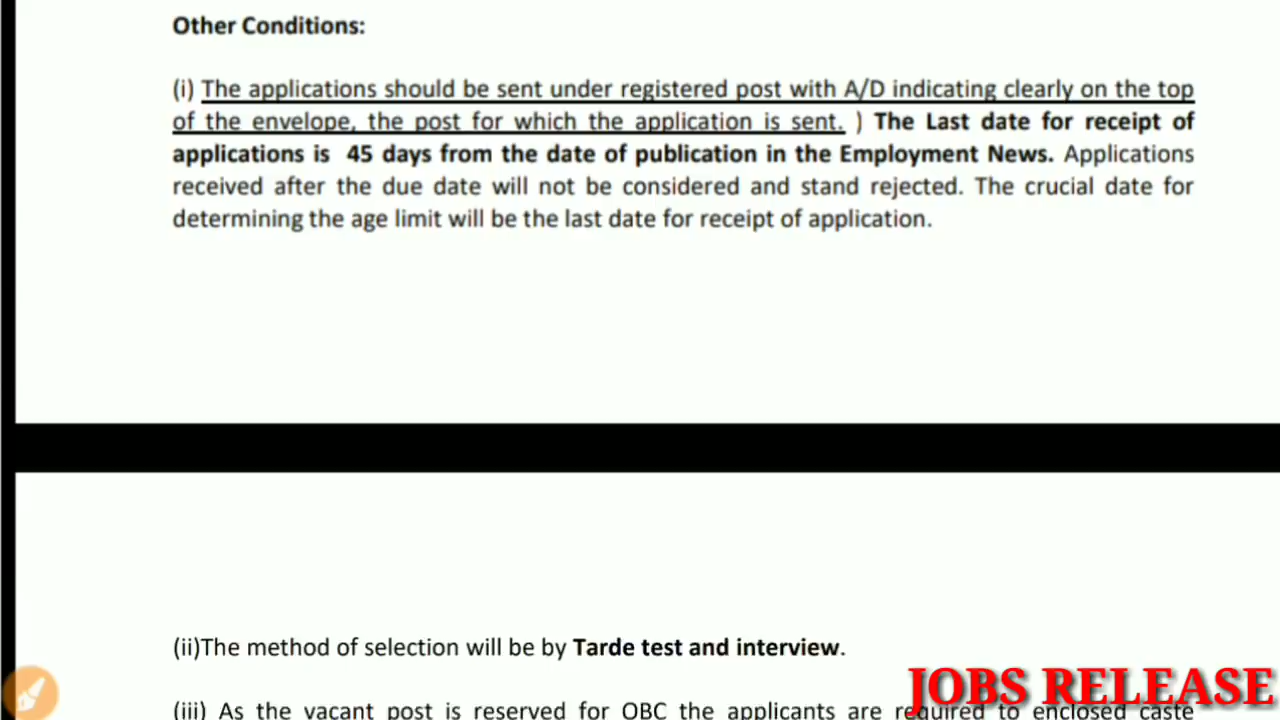 Other Conditions:
(i) The applications should be sent under registered post with A/D indicating clearly on the top
of the envelope, the post for which the application is sent. ) The Last date for receipt of
applications is 45 days from the date of publication in the Employment News. Applications
received after the due date will not be considered and stand rejected. The crucial date for
determining the age limit will be the last date for receipt of application.
(ii)The method of selection will be by Tarde test and interview.
JOBS RELEASE
(iii) As the vacant post is reserved for OBC the applicants are required to enclosed caste